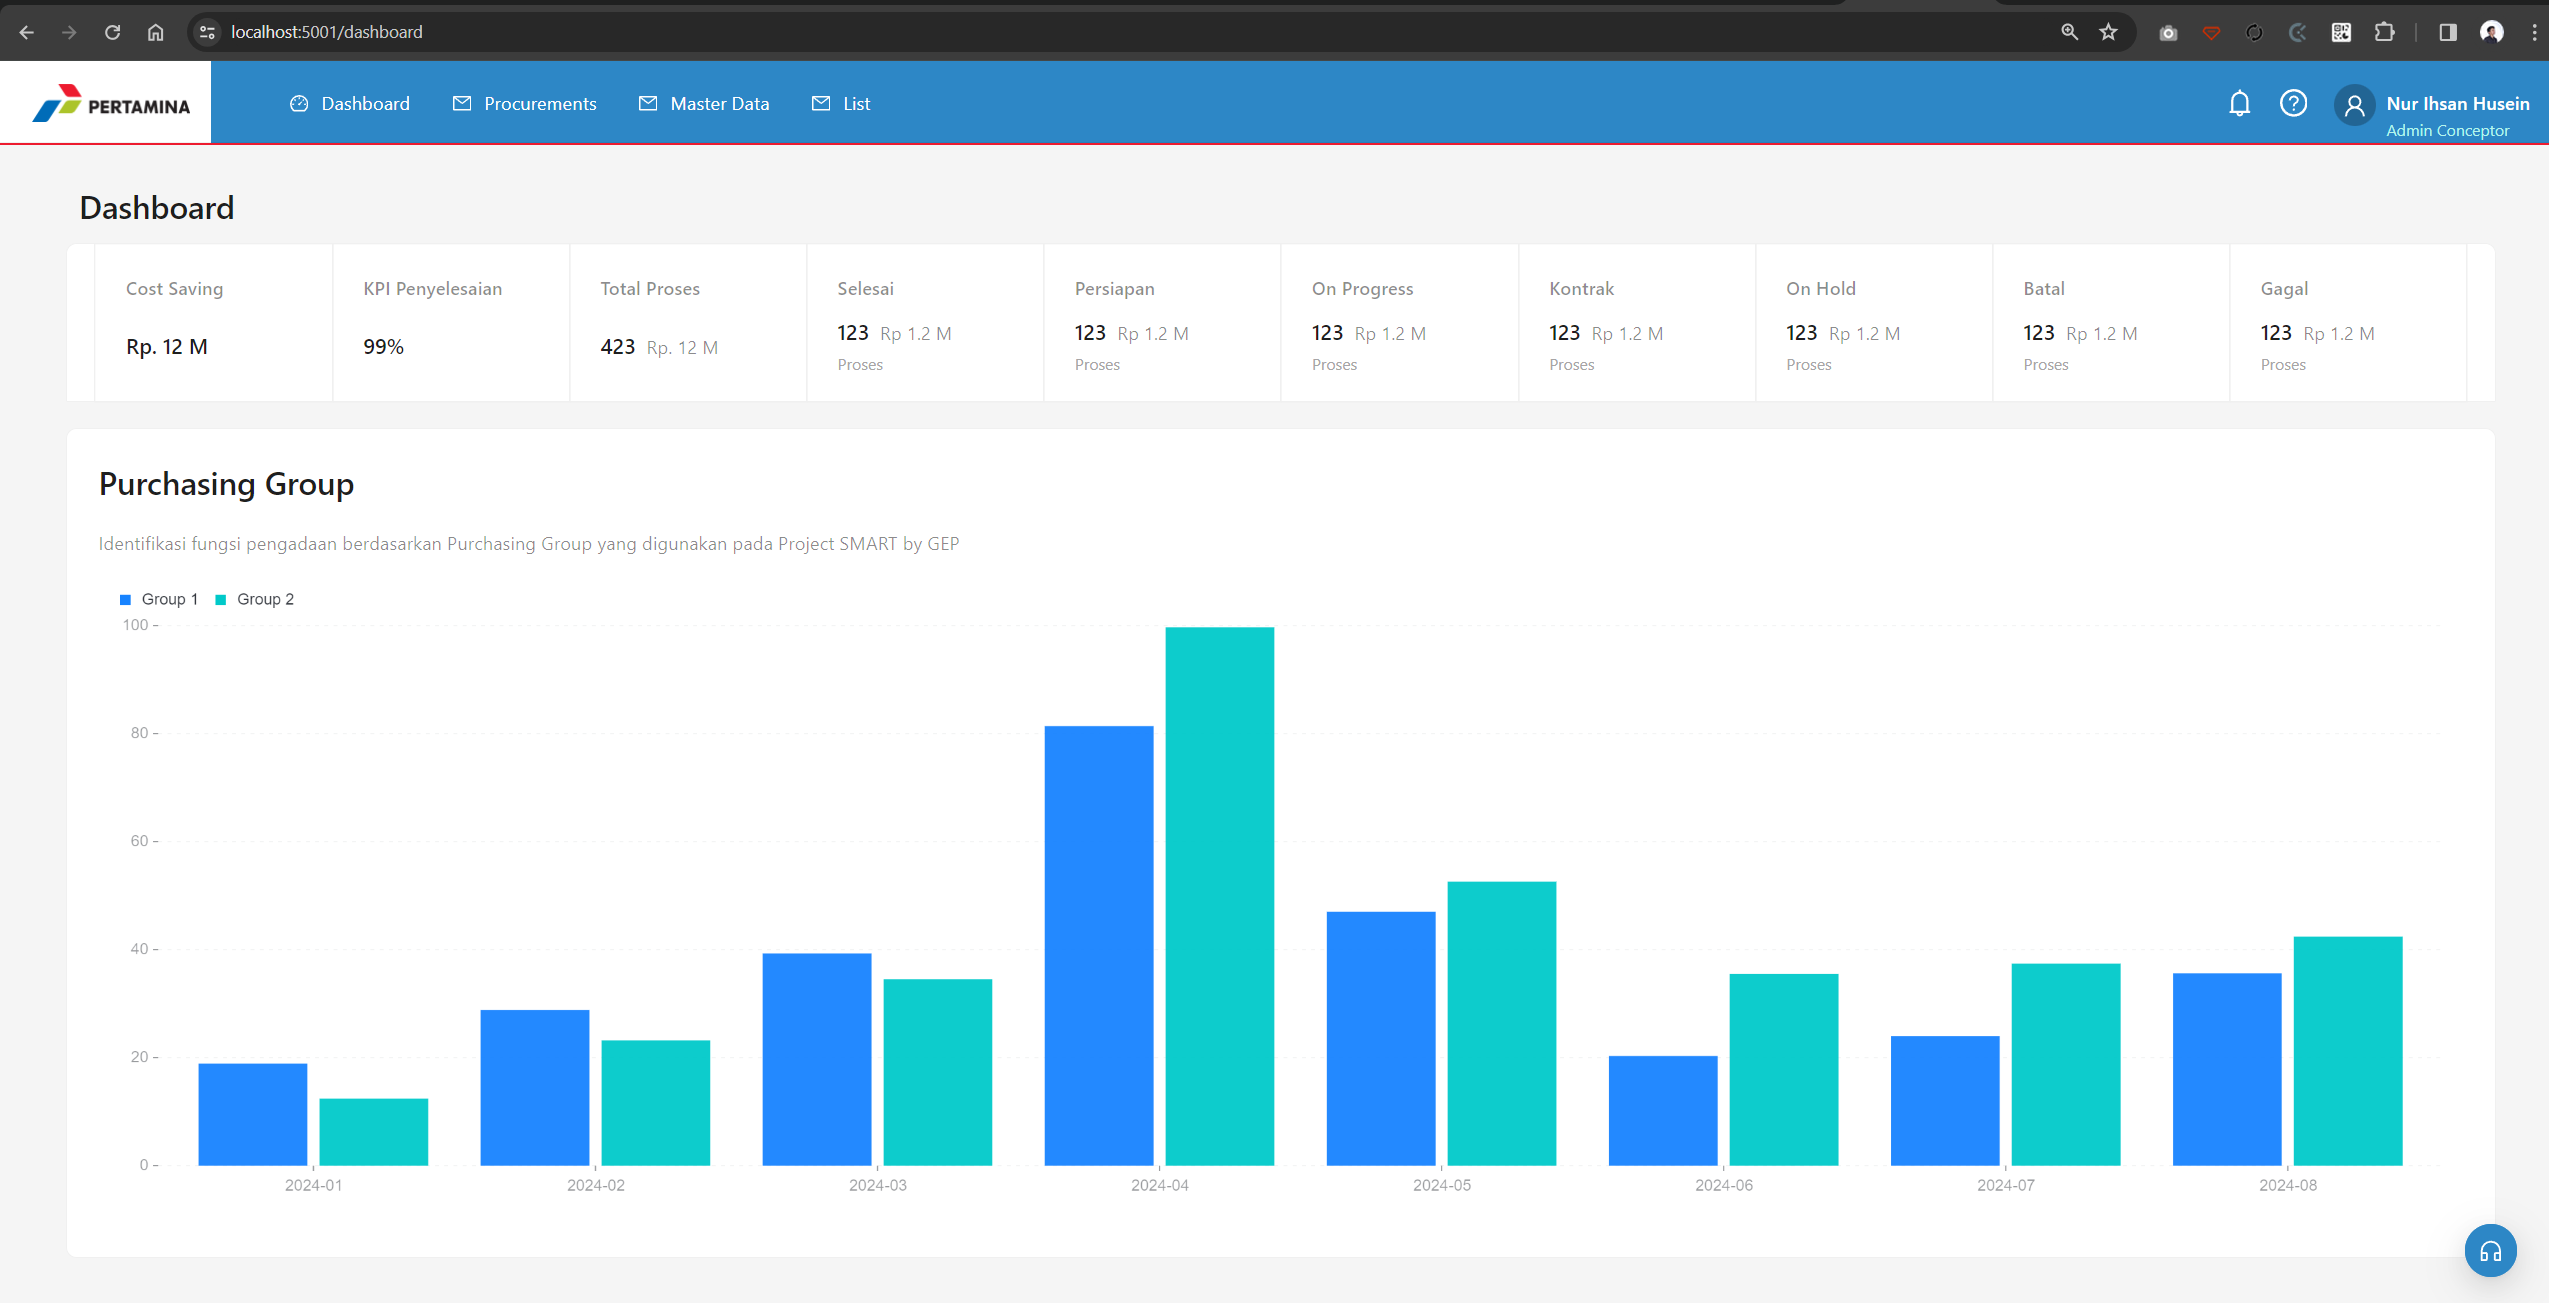 localhost:5001/dashboard
PERTAMINA
Dashboard
Procurements
Master Data
List
Nur Ihsan Husein
Admin Conceptor
Dashboard
Cost Saving
Rp. 12 M
KPI Penyelesaian
99%
Total Proses
423 Rp. 12 M
Selesai
123 Rp 1.2 M
Proses
Persiapan
123 Rp 1.2 M
Proses
On Progress
123 Rp 1.2 M
Proses
Kontrak
123 Rp 1.2 M
Proses
On Hold
123 Rp 1.2 M
Proses
Batal
123 Rp 1.2 M
Proses
Gagal
123 Rp 1.2 M
Proses
Purchasing Group
Identifikasi fungsi pengadaan berdasarkan Purchasing Group yang digunakan pada Project SMART by GEP
Group 1 Group 2
100
80
60
40
20
0
2024-01 2024-02 2024-03 2024-04 2024-05 2024-06 2024-07 2024-08